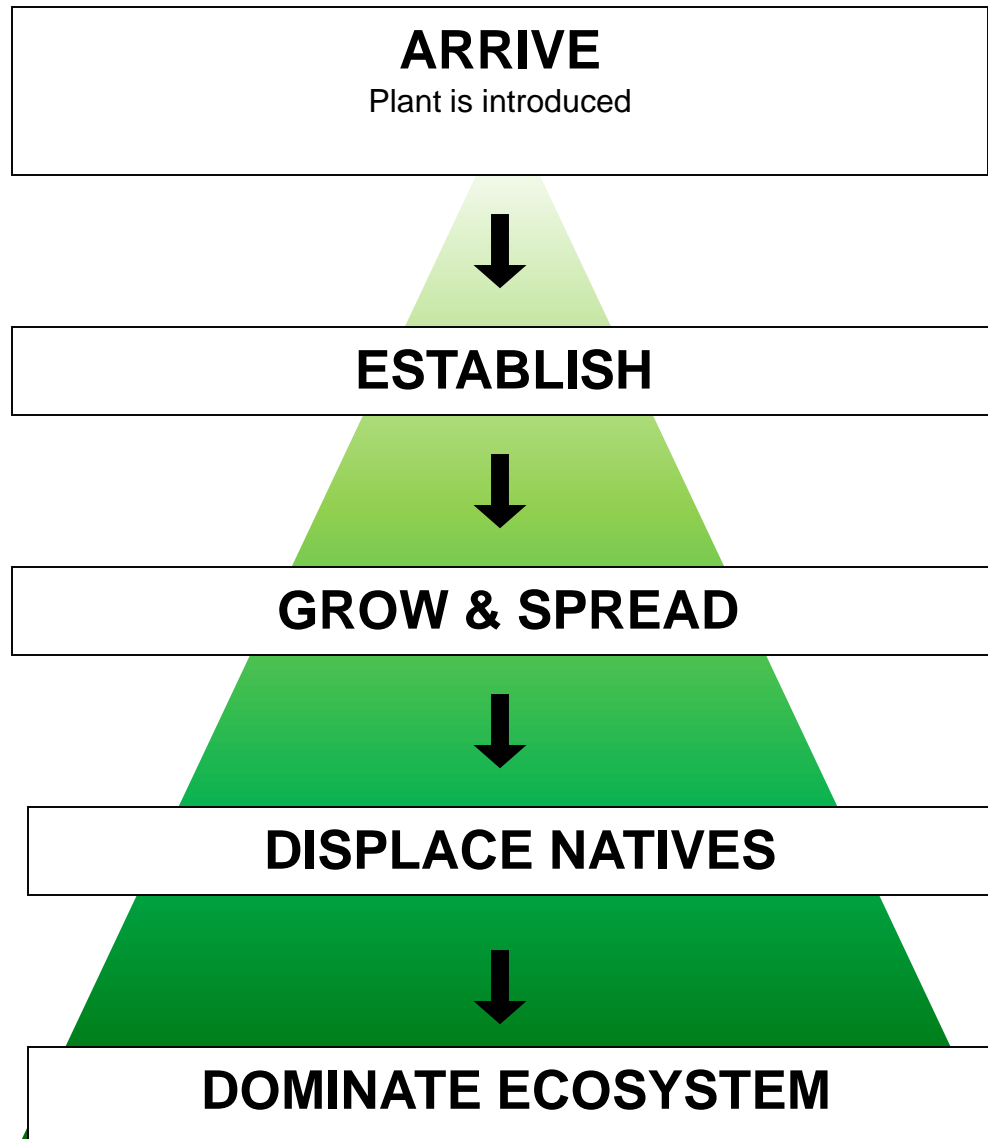 ARRIVE
Plant is introduced
ESTABLISH
GROW & SPREAD
DISPLACE NATIVES
DOMINATE ECOSYSTEM